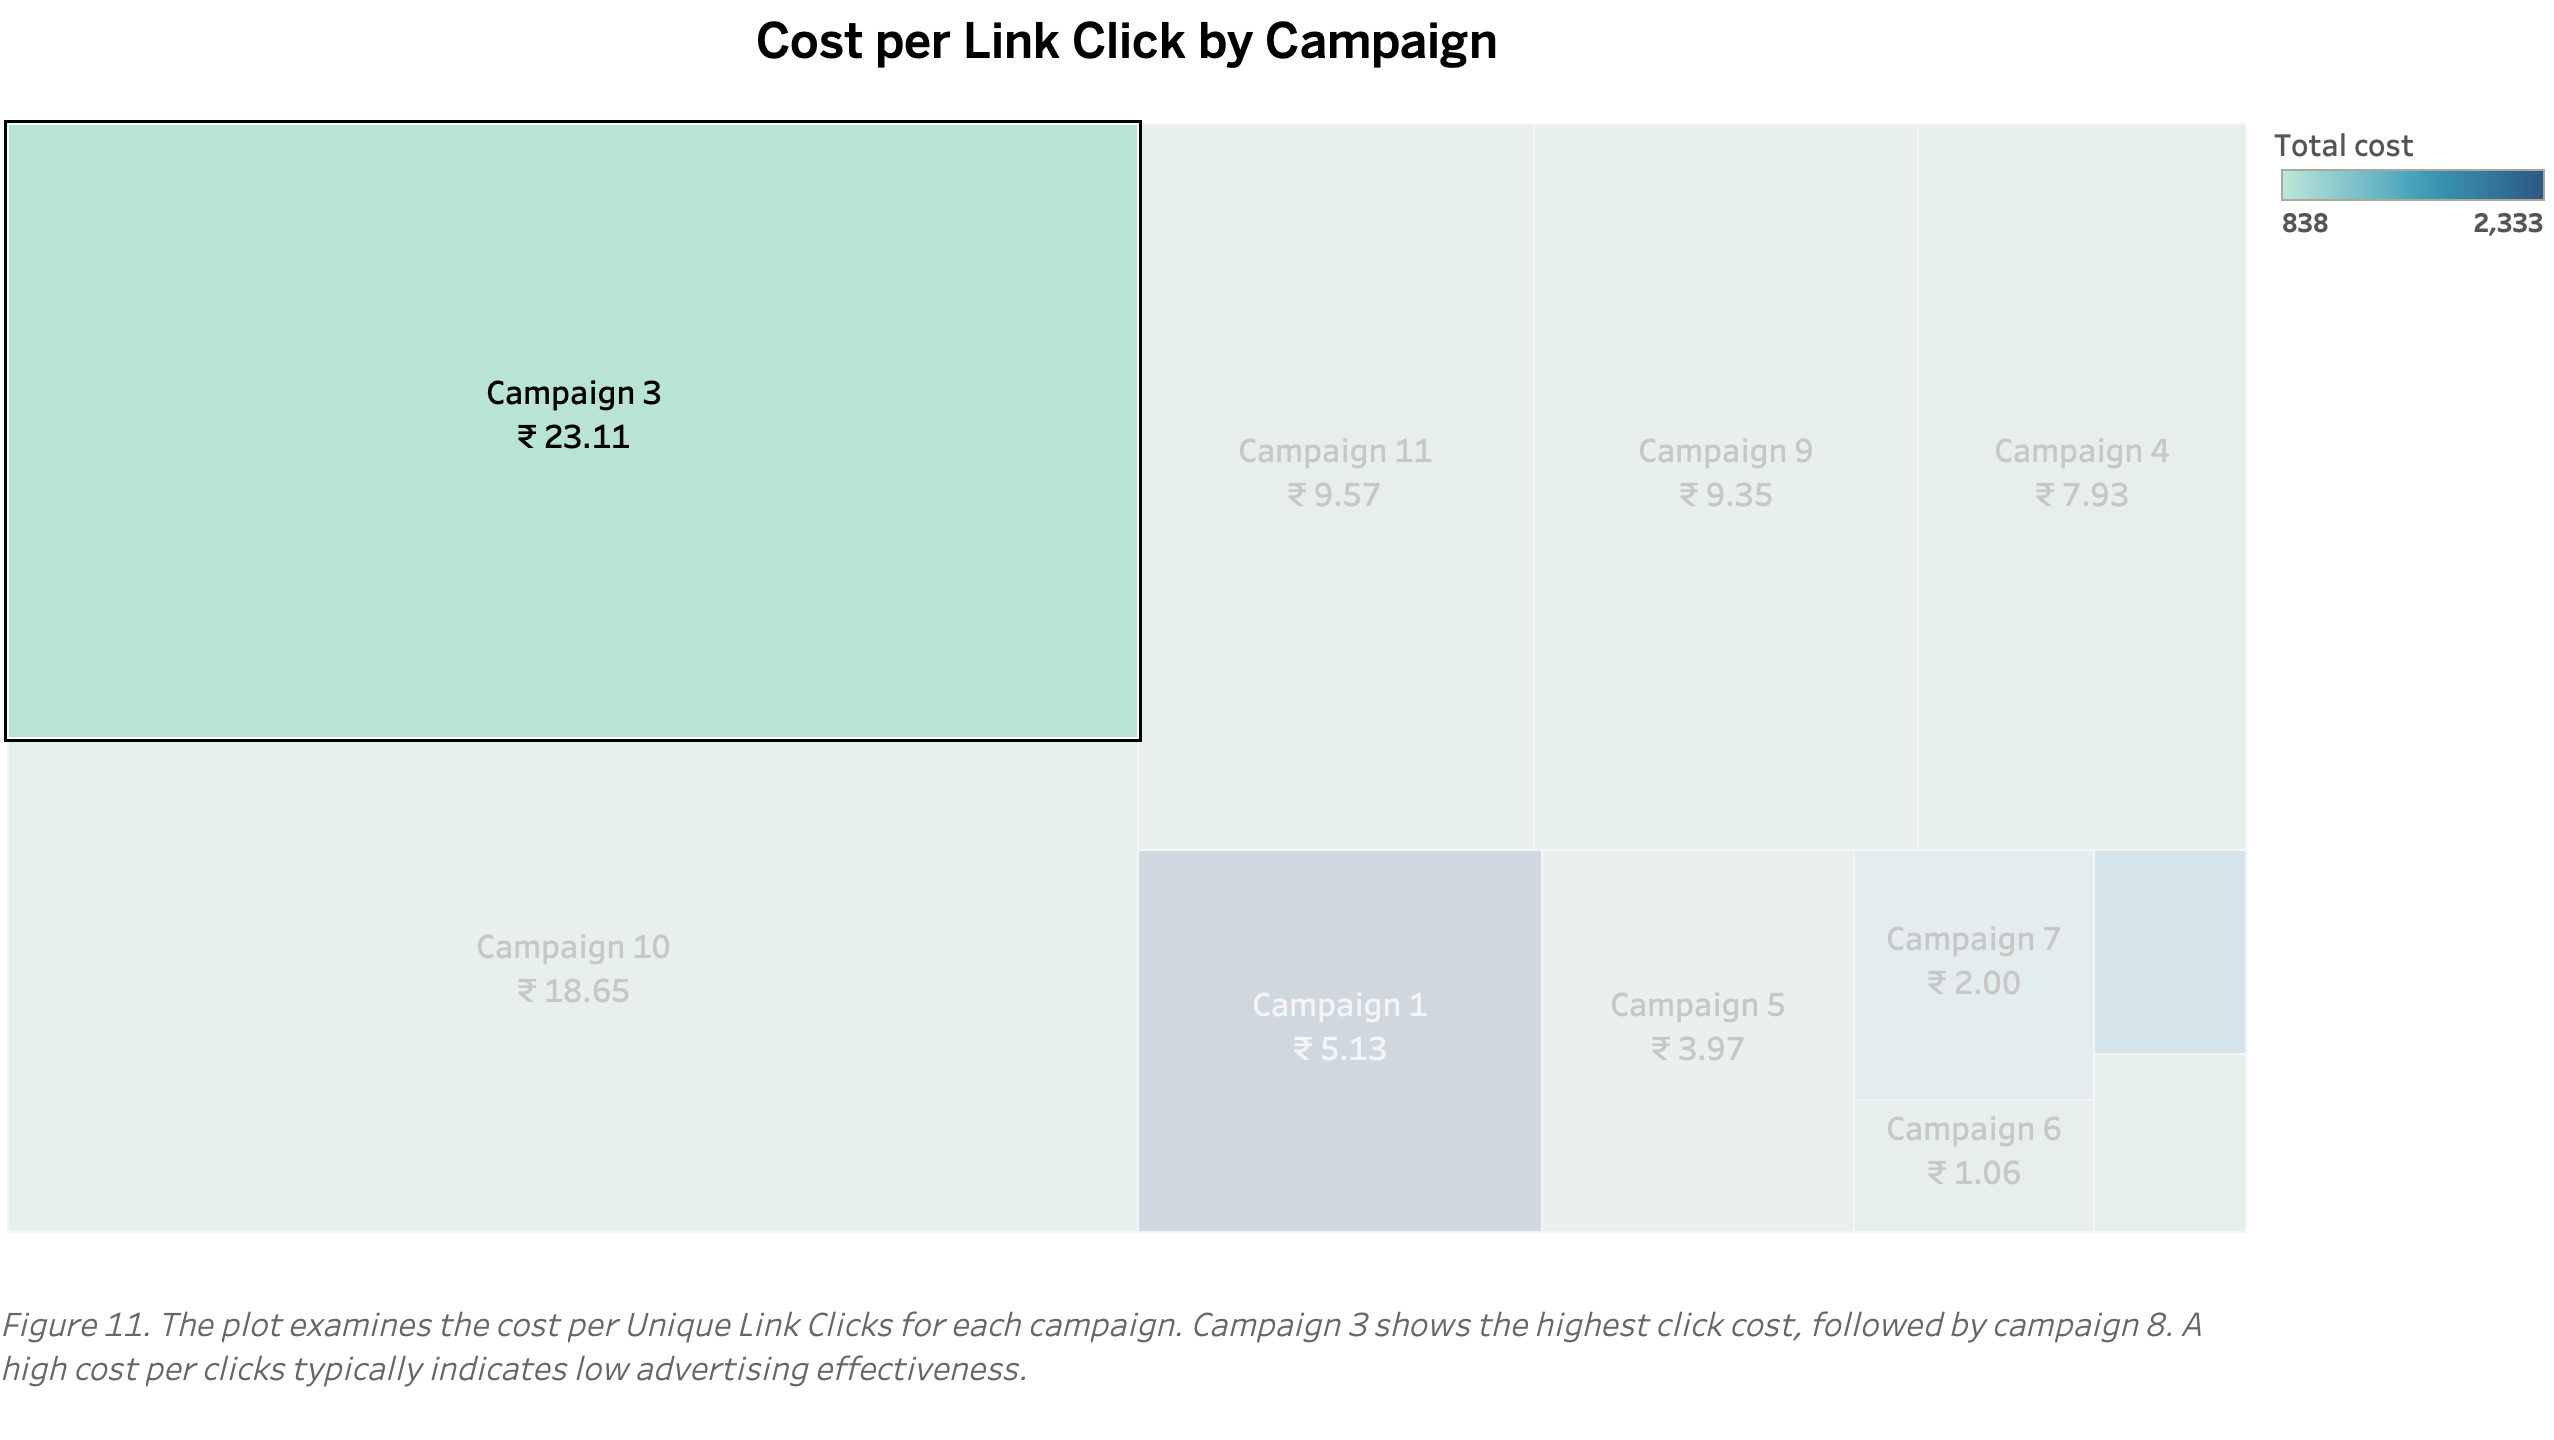 Cost per Link Click by Campaign
Total cost
838 2,333
Campaign 3
₹ 23.11
Campaign 11
₹ 9.57
Campaign 9
₹ 9.35
Campaign 4
₹ 7.93
Campaign 10
₹ 18.65
Campaign 1
₹ 5.13
Campaign 5
₹ 3.97
Campaign 7
₹ 2.00
Campaign 6
₹ 1.06
Figure 11. The plot examines the cost per Unique Link Clicks for each campaign. Campaign 3 shows the highest click cost, followed by campaign 8. A
high cost per clicks typically indicates low advertising effectiveness.